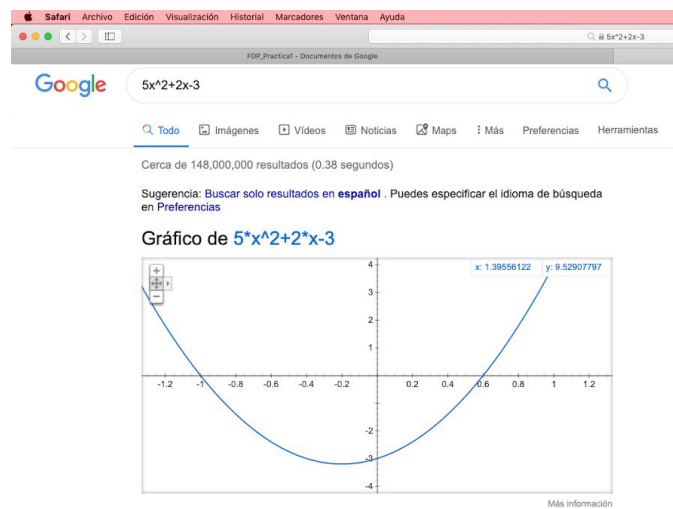 Safari Archivo Edición Visualización Historial Marcadores Ventana Ayuda
5x^2+2x-3
FDP_Practica1 - Documentos de Google
Google 5x^2+2x-3
Todo Imágenes Vídeos Noticias Maps Más Preferencias Herramientas
Cerca de 148,000,000 resultados (0.38 segundos)
Sugerencia: Buscar solo resultados en español . Puedes especificar el idioma de búsqueda
en Preferencias
Gráfico de 5*x^2+2*x-3
x: 1.39556122 y: 9.52907797
4
3
2
1
-1.2 -1 -0.8 -0.6 -0.4 -0.2 0.2 0.4 0.6 0.8 1 1.2
-2
-3
-4
Más información